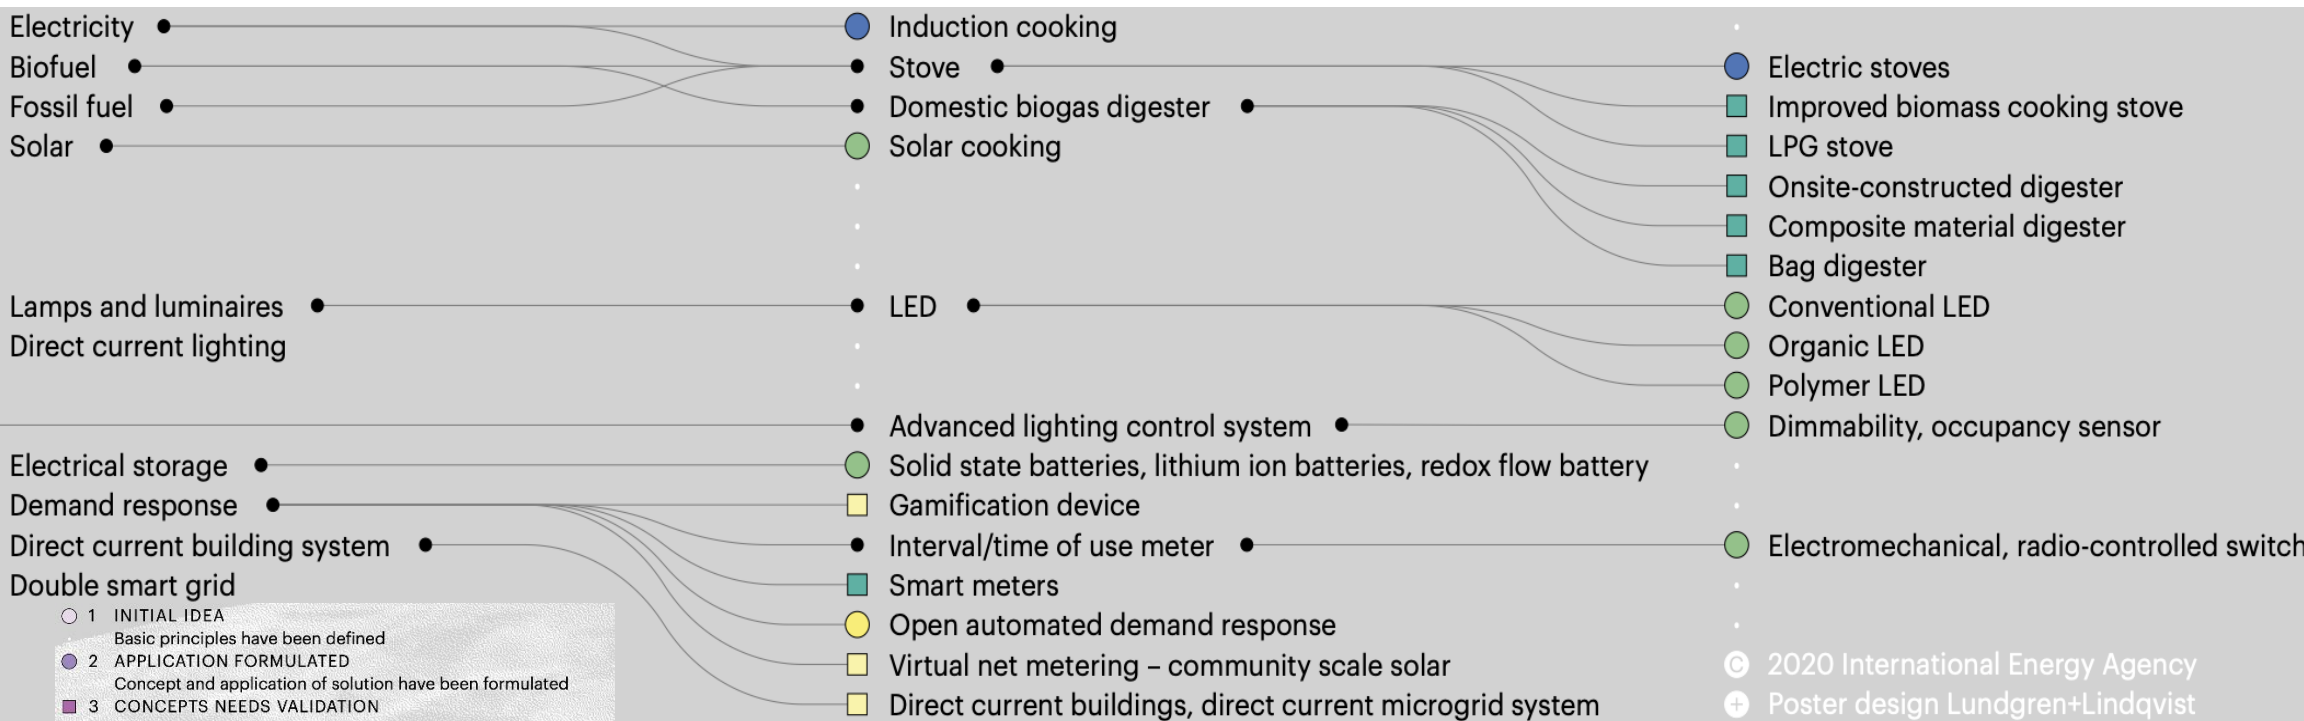 Electricity
Induction cooking
Biofuel
Stove
Electric stoves
Fossil fuel
Domestic biogas digester
Improved biomass cooking stove
Solar
Solar cooking
LPG stove
Onsite-constructed digester
Composite material digester
Bag digester
Lamps and luminaires
LED
Conventional LED
Direct current lighting
Organic LED
Polymer LED
Advanced lighting control system
Dimmability, occupancy sensor
Electrical storage
Solid state batteries, lithium ion batteries, redox flow battery
Demand response
Gamification device
Direct current building system
Interval/time of use meter
Electromechanical, radio-controlled switch
Double smart grid
Smart meters
1 INITIAL IDEA
Basic principles have been defined
Open automated demand response
2 APPLICATION FORMULATED
Concept and application of solution have been formulated
Virtual net metering – community scale solar
© 2020 International Energy Agency
3 CONCEPTS NEEDS VALIDATION
Direct current buildings, direct current microgrid system
+ Poster design Lundgren+Lindqvist